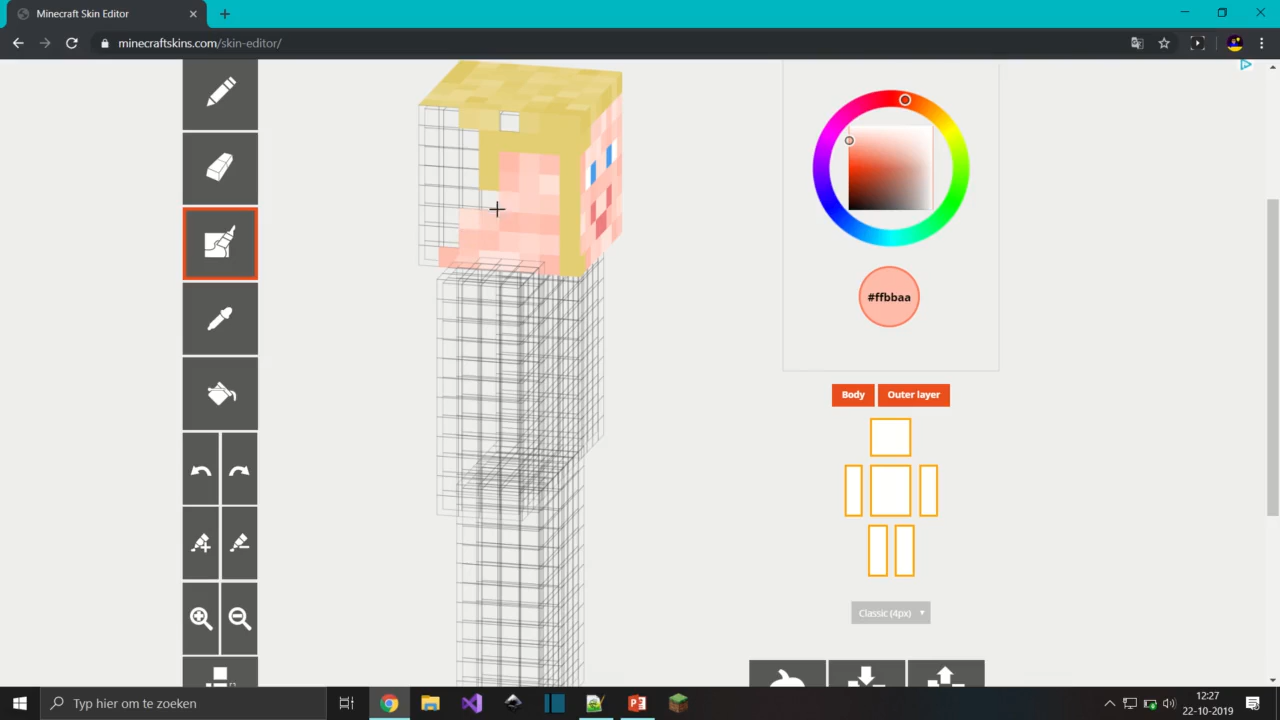 Minecraft Skin Editor
minecraftskins.com/skin-editor/
#ffbbaa
Body
Outer layer
Classic (4px)
Typ hier om te zoeken
12:27
22-10-2019